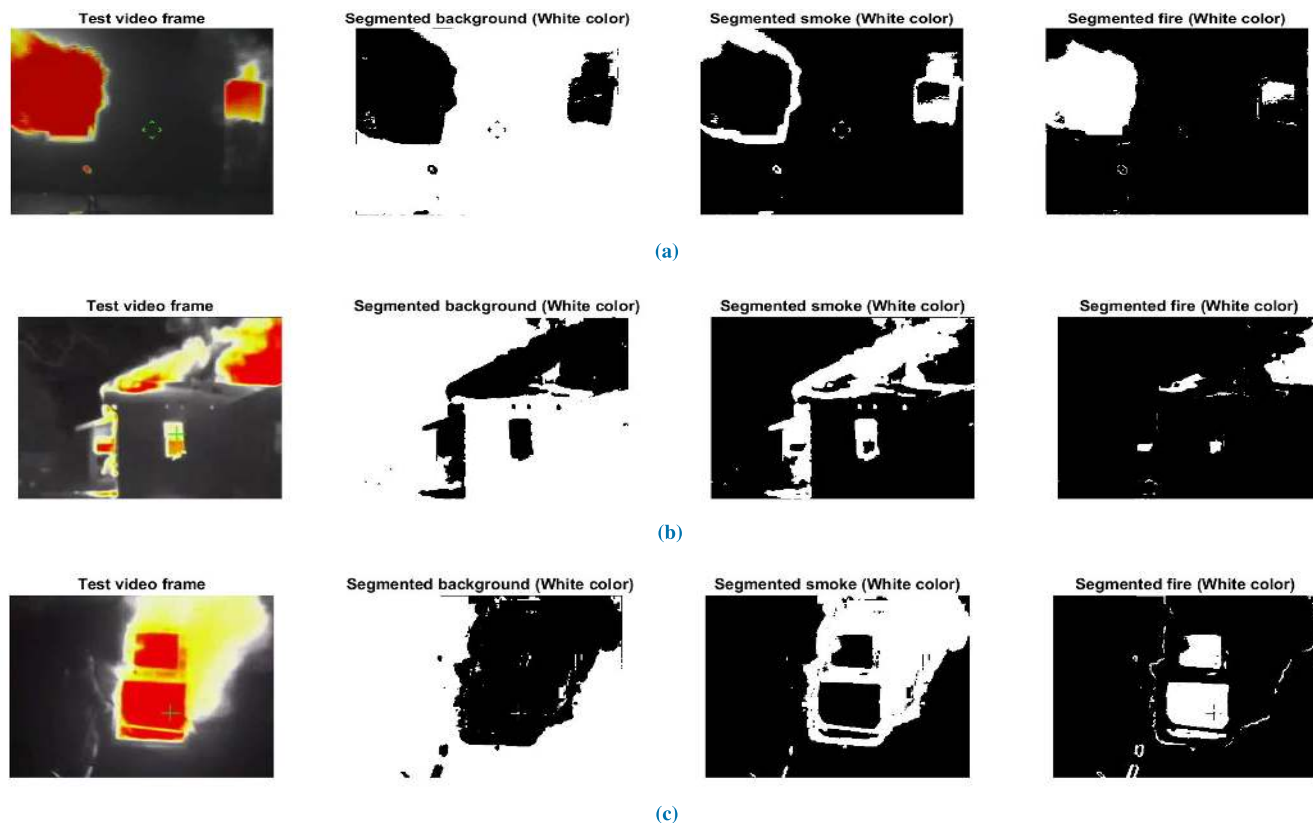 Test video frame
Segmented background (White color)
Segmented smoke (White color)
Segmented fire (White color)
(a)
Test video frame
Segmented background (White color)
Segmented smoke (White color)
Segmented fire (White color)
(b)
Test video frame
Segmented background (White color)
Segmented smoke (White color)
Segmented fire (White color)
(c)